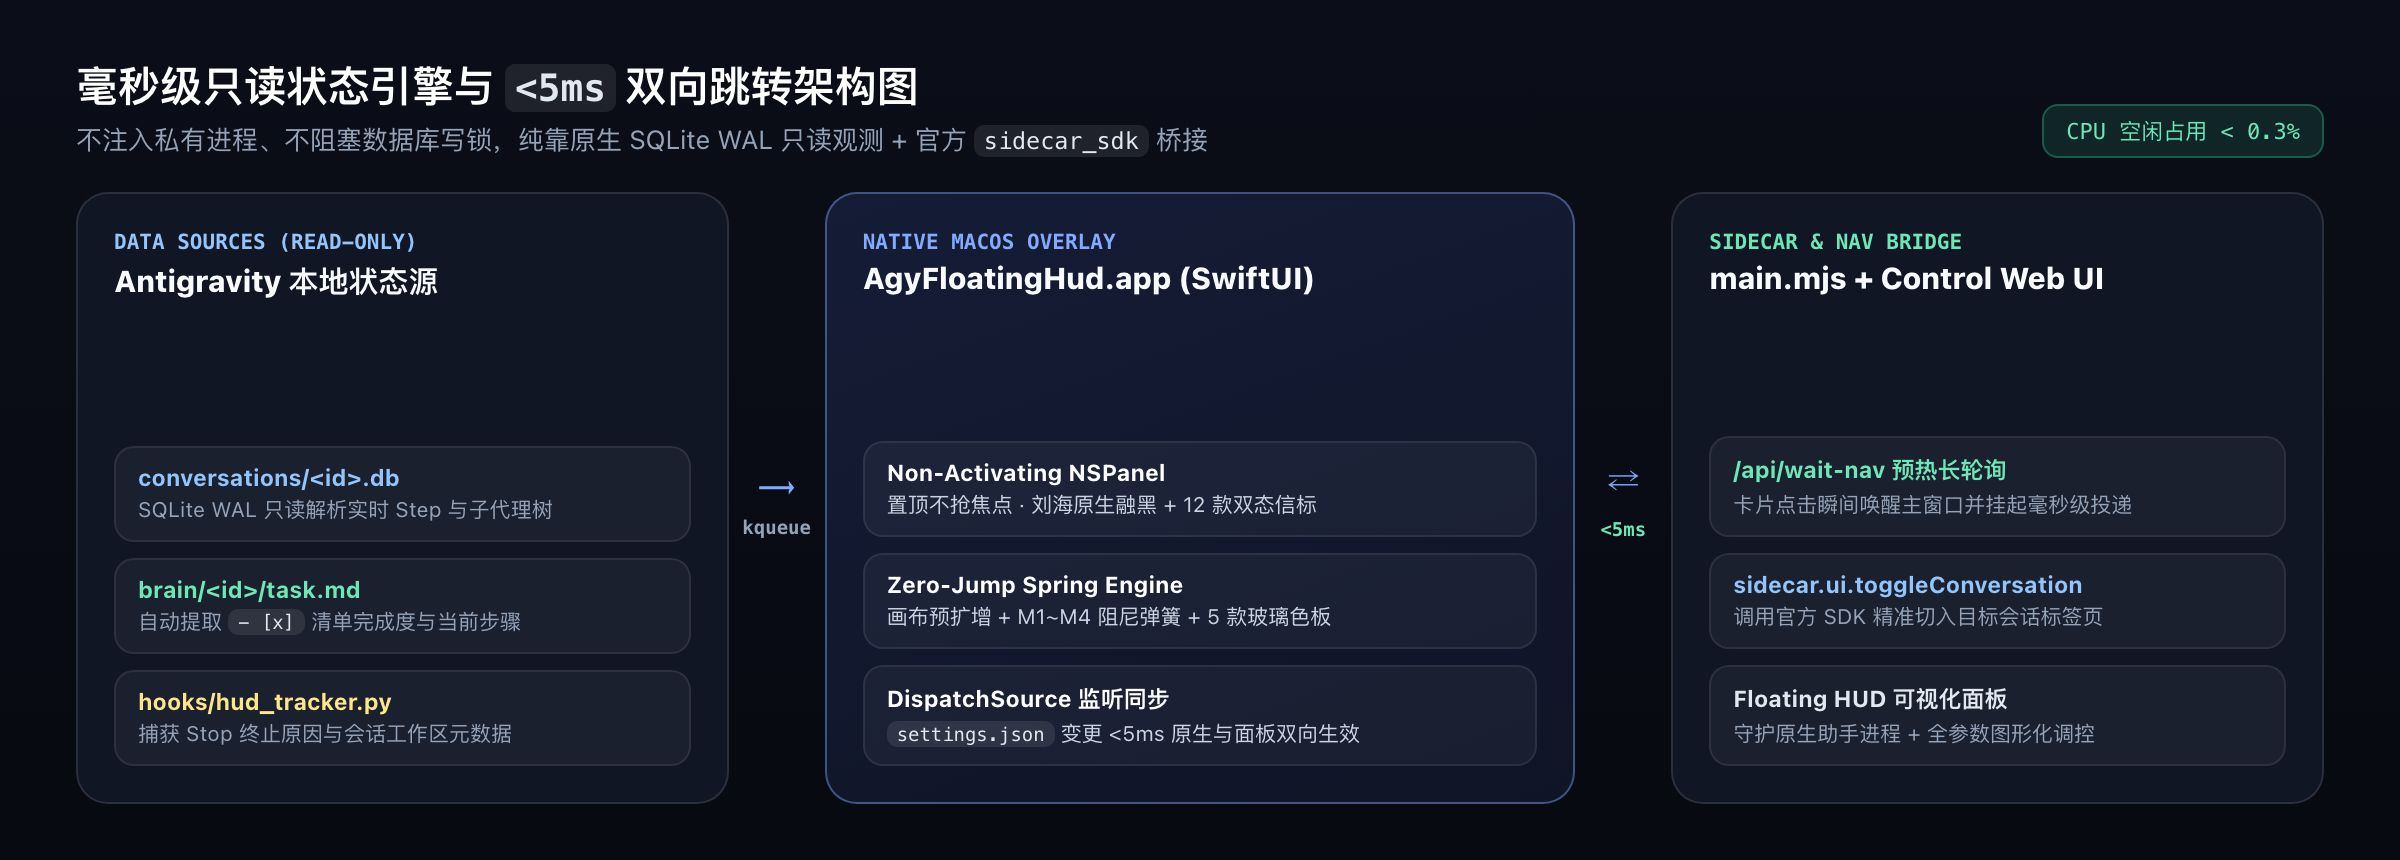 毫秒级只读状态引擎与 <5ms 双向跳转架构图
不注入私有进程、不阻塞数据库写锁，纯靠原生 SQLite WAL 只读观测 + 官方 sidecar_sdk 桥接
CPU 空闲占用 < 0.3%
DATA SOURCES (READ-ONLY)
Antigravity 本地状态源
conversations/<id>.db
SQLite WAL 只读解析实时 Step 与子代理树
brain/<id>/task.md
自动提取 - [x] 清单完成度与当前步骤
hooks/hud_tracker.py
捕获 Stop 终止原因与会话工作区元数据
→
kqueue
NATIVE MACOS OVERLAY
AgyFloatingHud.app (SwiftUI)
Non-Activating NSPanel
置顶不抢焦点 · 刘海原生融黑 + 12 款双态信标
Zero-Jump Spring Engine
画布预扩增 + M1~M4 阻尼弹簧 + 5 款玻璃色板
DispatchSource 监听同步
settings.json 变更 <5ms 原生与面板双向生效
⇄
<5ms
SIDECAR & NAV BRIDGE
main.mjs + Control Web UI
/api/wait-nav 预热长轮询
卡片点击瞬间唤醒主窗口并挂起毫秒级投递
sidecar.ui.toggleConversation
调用官方 SDK 精准切入目标会话标签页
Floating HUD 可视化面板
守护原生助手进程 + 全参数图形化调控